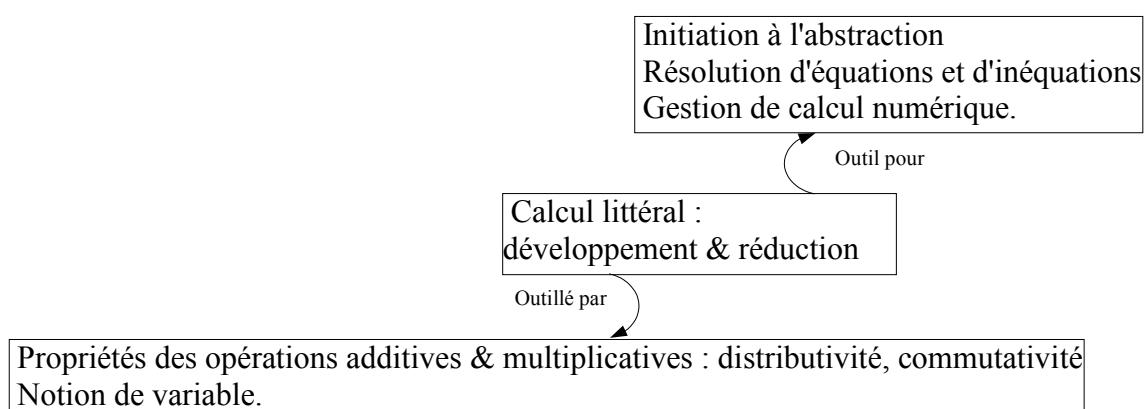 Initiation à l'abstraction
Résolution d'équations et d'inéquations
Gestion de calcul numérique.
Outil pour
Calcul littéral :
développement & réduction
Outillé par
Propriétés des opérations additives & multiplicatives : distributivité, commutativité
Notion de variable.